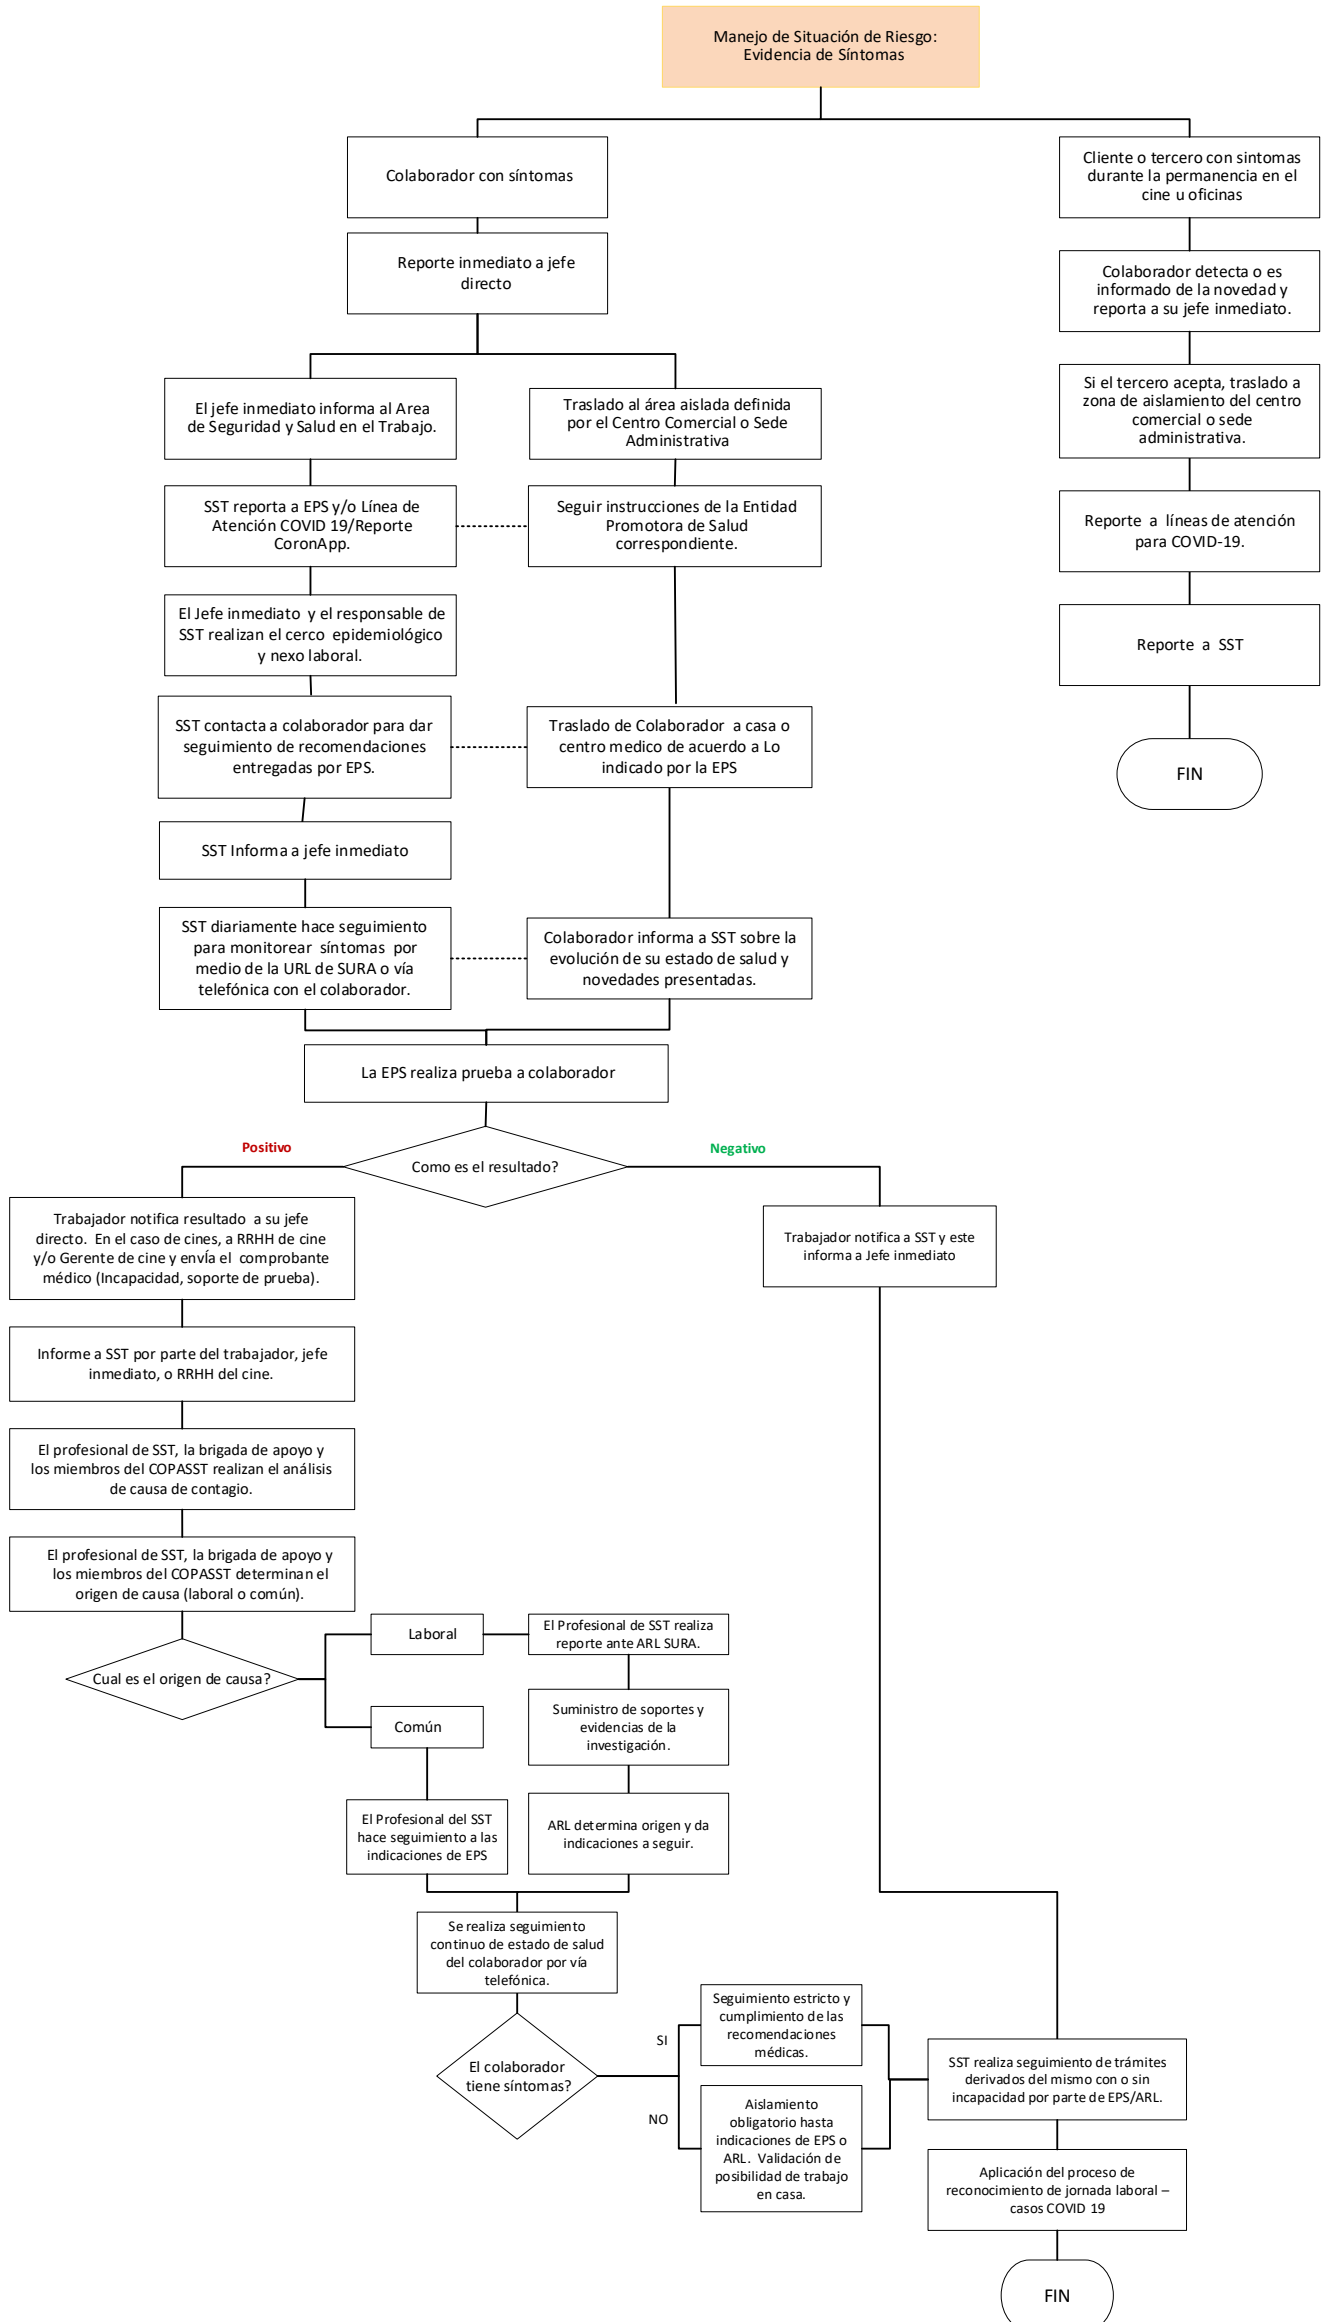 Manejo de Situación de Riesgo:
Evidencia de Síntomas
Colaborador con síntomas
Reporte inmediato a jefe
directo
El jefe inmediato informa al Area
de Seguridad y Salud en el Trabajo.
Traslado al área aislada definida
por el Centro Comercial o Sede
Administrativa
SST reporta a EPS y/o Línea de
Atención COVID 19/Reporte
CoronApp.
Seguir instrucciones de la Entidad
Promotora de Salud
correspondiente.
El Jefe inmediato y el responsable de
SST realizan el cerco epidemiológico
y nexo laboral.
SST contacta a colaborador para dar
seguimiento de recomendaciones
entregadas por EPS.
Traslado de Colaborador a casa o
centro medico de acuerdo a Lo
indicado por la EPS
SST Informa a jefe inmediato
SST diariamente hace seguimiento
para monitorear síntomas por
medio de la URL de SURA o vía
telefónica con el colaborador.
Colaborador informa a SST sobre la
evolución de su estado de salud y
novedades presentadas.
Cliente o tercero con sintomas
durante la permanencia en el
cine u oficinas
Colaborador detecta o es
informado de la novedad y
reporta a su jefe inmediato.
Si el tercero acepta, traslado a
zona de aislamiento del centro
comercial o sede
administrativa.
Reporte a líneas de atención
para COVID-19.
Reporte a SST
FIN
La EPS realiza prueba a colaborador
Como es el resultado?
Positivo
Negativo
Trabajador notifica resultado a su jefe
directo. En el caso de cines, a RRHH de cine
y/o Gerente de cine y envÍa el comprobante
médico (Incapacidad, soporte de prueba).
Trabajador notifica a SST y este
informa a Jefe inmediato
Informe a SST por parte del trabajador, jefe
inmediato, o RRHH del cine.
El profesional de SST, la brigada de apoyo y
los miembros del COPASST realizan el análisis
de causa de contagio.
El profesional de SST, la brigada de apoyo y
los miembros del COPASST determinan el
origen de causa (laboral o común).
Cual es el origen de causa?
Laboral
El Profesional de SST realiza
reporte ante ARL SURA.
Suministro de soportes y
evidencias de la
investigación.
ARL determina origen y da
indicaciones a seguir.
Común
El Profesional del SST
hace seguimiento a las
indicaciones de EPS
Se realiza seguimiento
continuo de estado de salud
del colaborador por vía
telefónica.
El colaborador
tiene síntomas?
SI
Seguimiento estricto y
cumplimiento de las
recomendaciones
médicas.
NO
Aislamiento
obligatorio hasta
indicaciones de EPS o
ARL. Validación de
posibilidad de trabajo
en casa.
SST realiza seguimiento de trámites
derivados del mismo con o sin
incapacidad por parte de EPS/ARL.
Aplicación del proceso de
reconocimiento de jornada laboral –
casos COVID 19
FIN